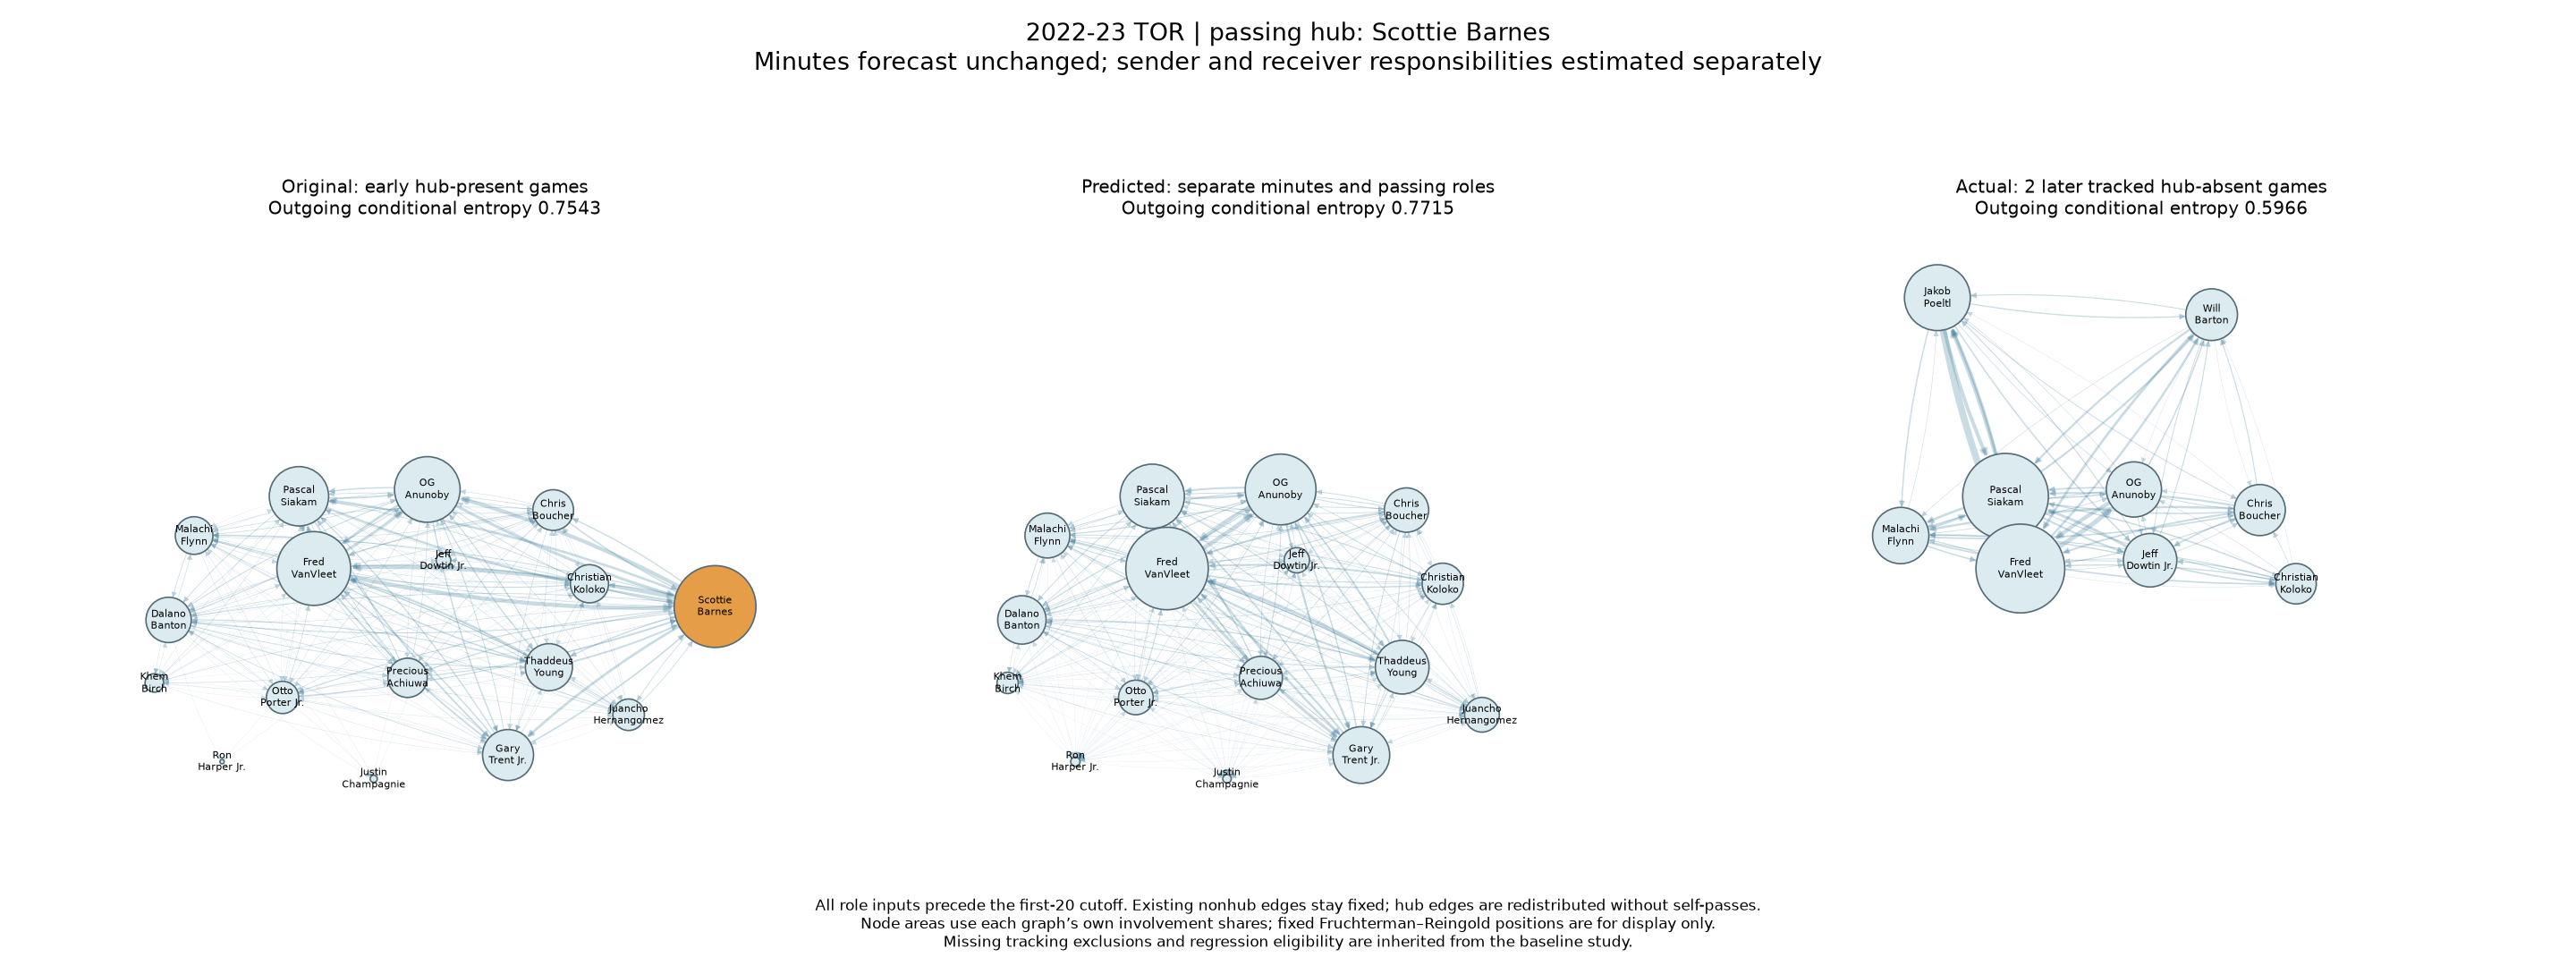 2022-23 TOR | passing hub: Scottie Barnes
Minutes forecast unchanged; sender and receiver responsibilities estimated separately
Original: early hub-present games
Outgoing conditional entropy 0.7543
Pascal
Siakam
OG
Anunoby
Chris
Boucher
Malachi
Flynn
Fred
VanVleet
Jeff
Dowtin Jr.
Christian
Koloko
Scottie
Barnes
Dalano
Banton
Khem
Birch
Otto
Porter Jr.
Precious
Achiuwa
Thaddeus
Young
Juancho
Hernangomez
Ron
Harper Jr.
Justin
Champagnie
Gary
Trent Jr.
Predicted: separate minutes and passing roles
Outgoing conditional entropy 0.7715
Pascal
Siakam
OG
Anunoby
Chris
Boucher
Malachi
Flynn
Fred
VanVleet
Jeff
Dowtin Jr.
Christian
Koloko
Dalano
Banton
Khem
Birch
Otto
Porter Jr.
Precious
Achiuwa
Thaddeus
Young
Juancho
Hernangomez
Ron
Harper Jr.
Justin
Champagnie
Gary
Trent Jr.
Actual: 2 later tracked hub-absent games
Outgoing conditional entropy 0.5966
Jakob
Poeltl
Will
Barton
Pascal
Siakam
OG
Anunoby
Chris
Boucher
Malachi
Flynn
Fred
VanVleet
Jeff
Dowtin Jr.
Christian
Koloko
All role inputs precede the first-20 cutoff. Existing nonhub edges stay fixed; hub edges are redistributed without self-passes.
Node areas use each graph’s own involvement shares; fixed Fruchterman–Reingold positions are for display only.
Missing tracking exclusions and regression eligibility are inherited from the baseline study.